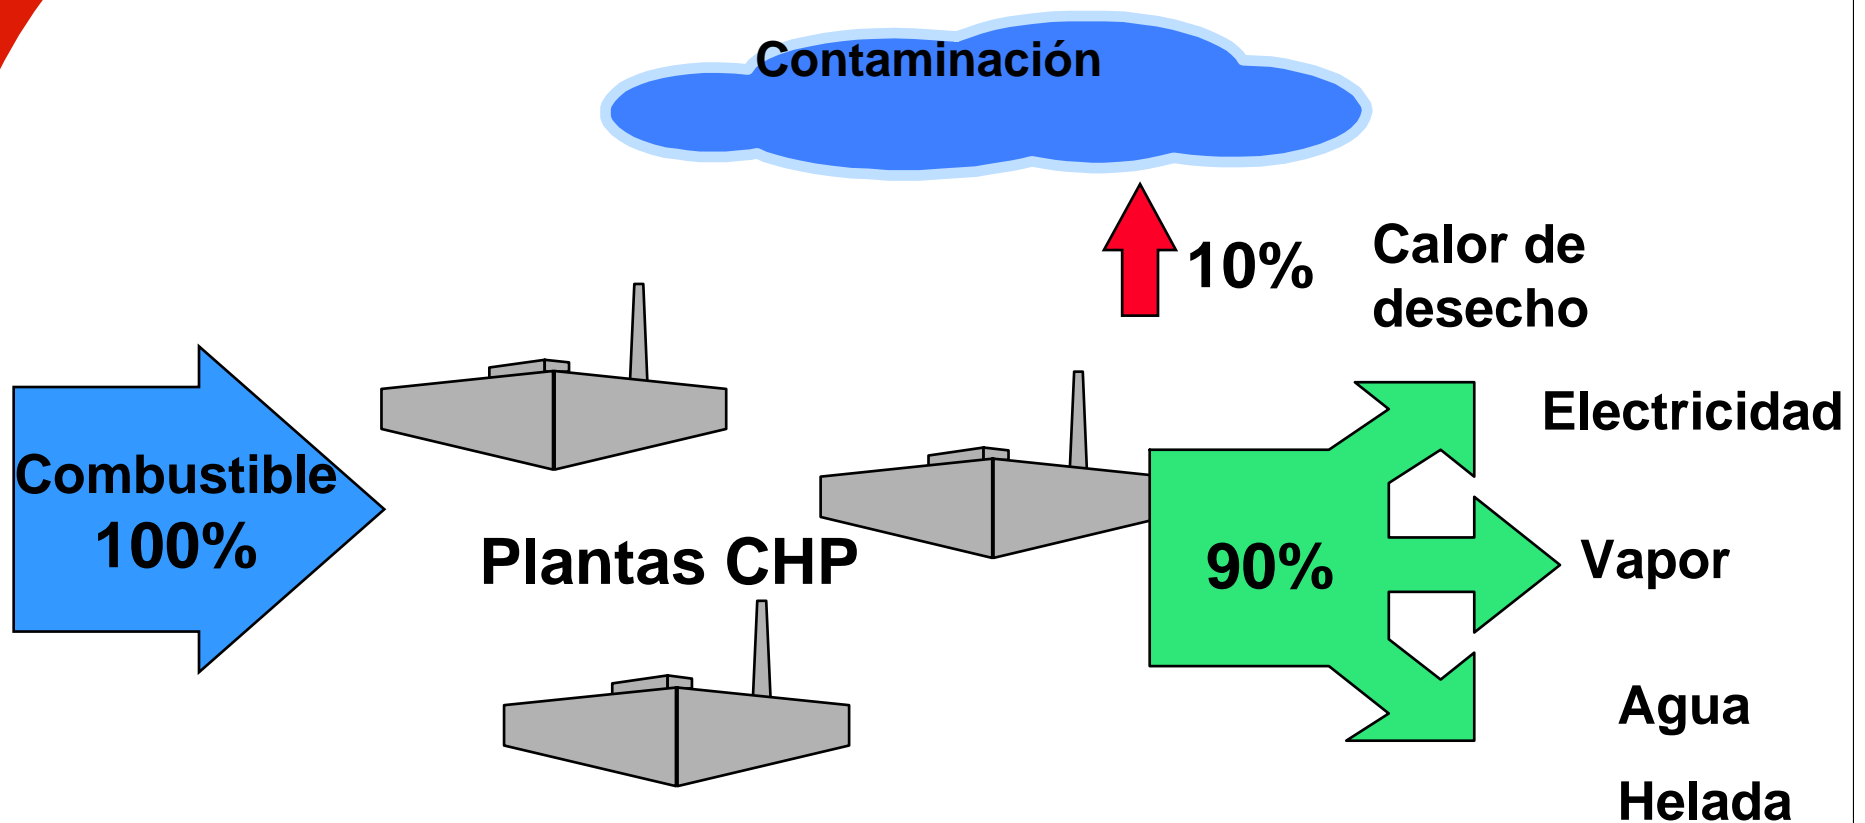 Contaminación
10%
Calor de
desecho
Electricidad
Combustible
100%
Plantas CHP
90%
Vapor
Agua
Helada